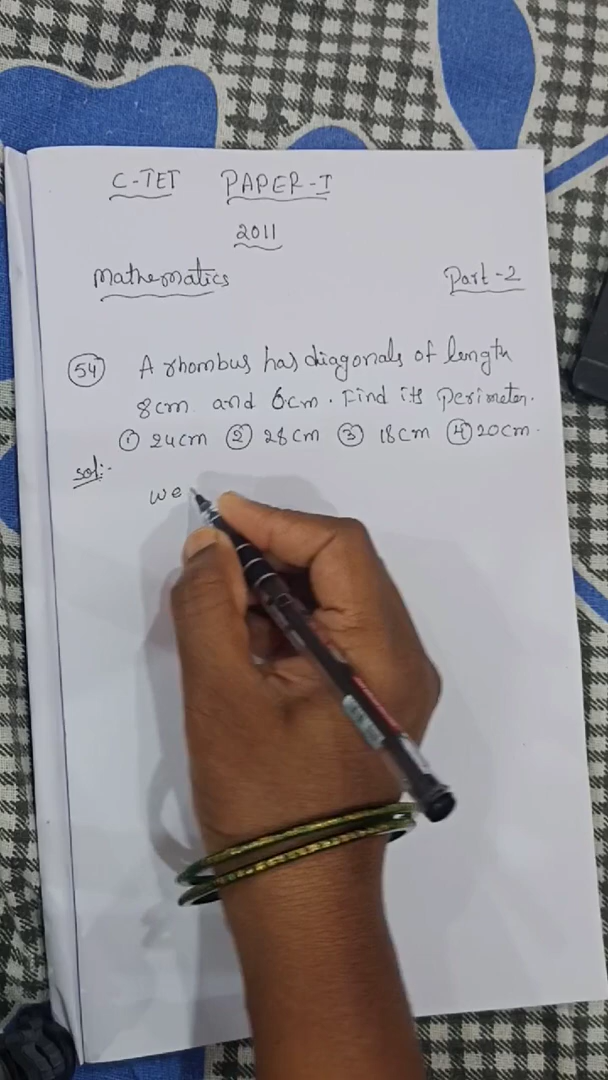 C-TET PAPER-I
2011
Mathematics Part-2
54 A rhombus has diagonals of length
8cm and 6cm. Find its perimeter.
① 24cm ② 28cm ③ 18cm ④ 20cm.
Sol:-
we